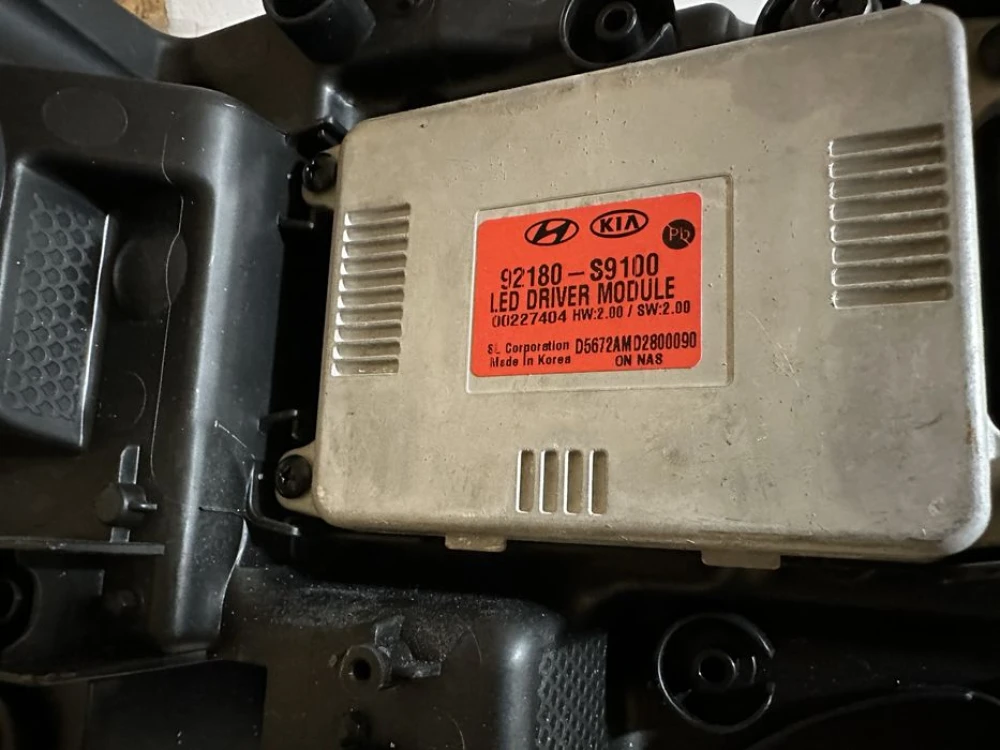 KIA Pb
92180-S9100
LED DRIVER MODULE
00227404 HW:2.00 / SW:2.00
SL Corporation D5672AMD2800090
Made In Korea ON NAS